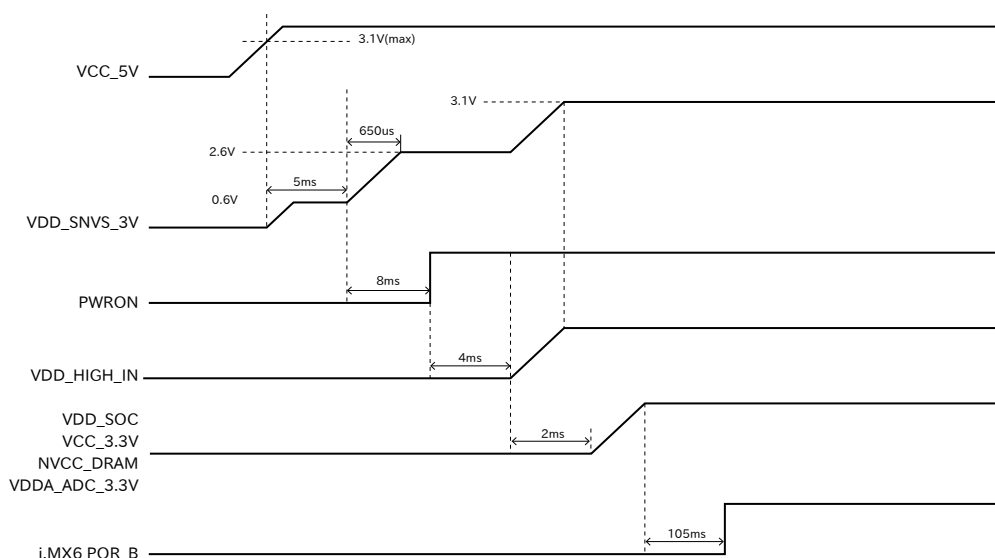 3.1V(max)
VCC_5V
3.1V
650us
2.6V
5ms
0.6V
VDD_SNVS_3V
8ms
PWRON
4ms
VDD_HIGH_IN
VDD_SOC
VCC_3.3V
2ms
NVCC_DRAM
VDDA_ADC_3.3V
105ms
i.MX6 POR_B